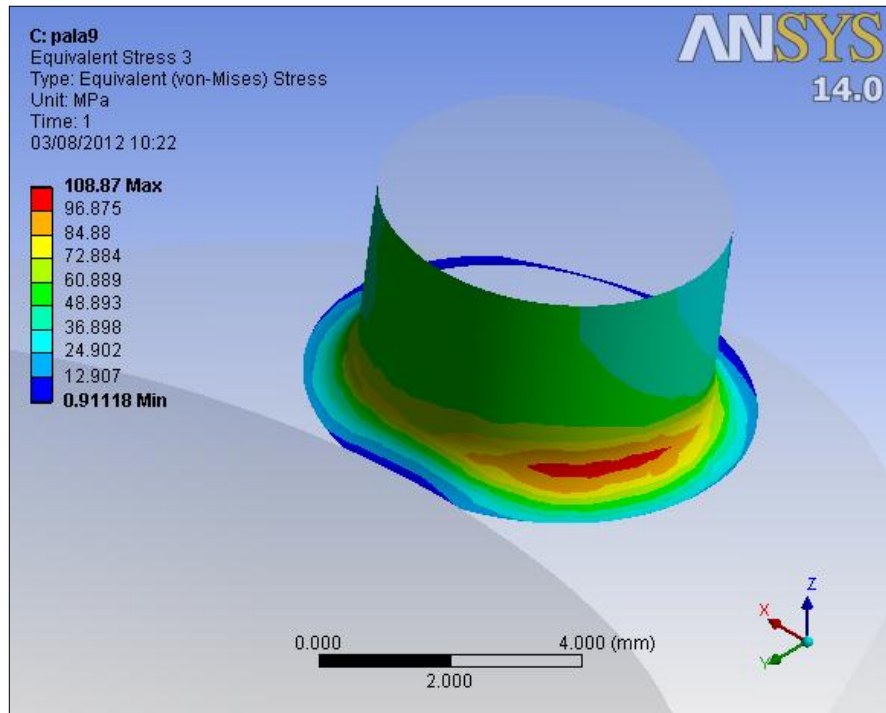 C: pala9
Equivalent Stress 3
Type: Equivalent (von-Mises) Stress
Unit: MPa
Time: 1
03/08/2012 10:22
ANSYS
14.0
108.87 Max
96.875
84.88
72.884
60.889
48.893
36.898
24.902
12.907
0.91118 Min
0.000 4.000 (mm)
2.000
Z
X
Y